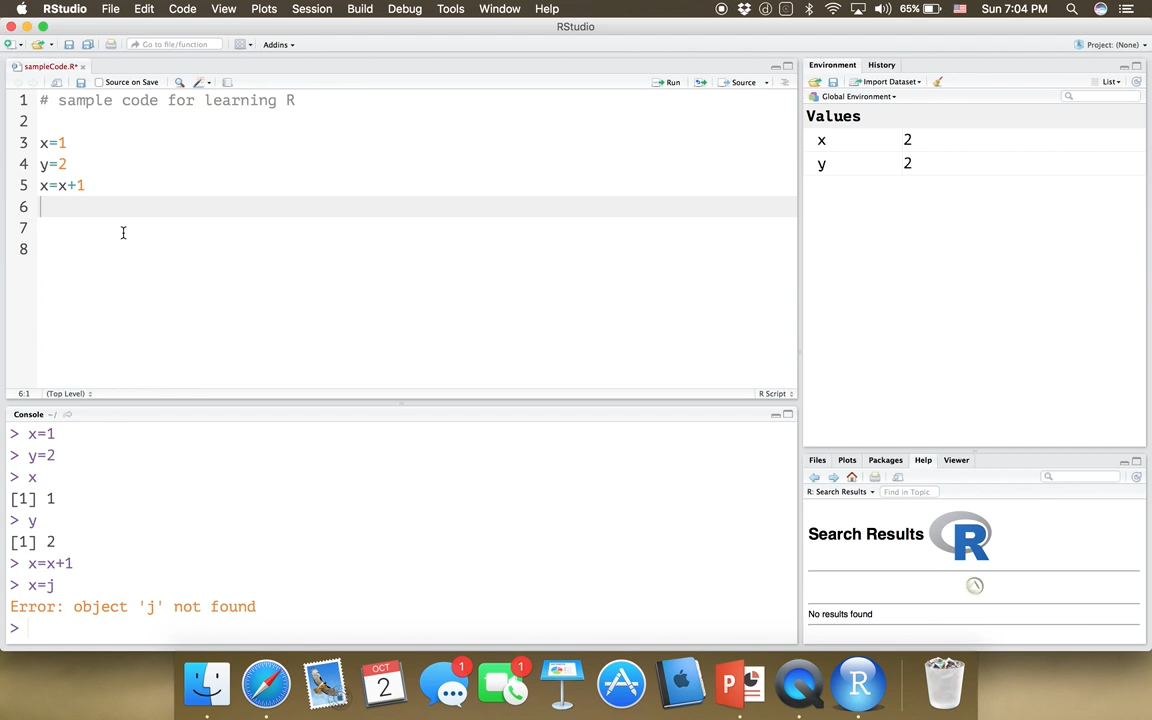 RStudio File Edit Code View Plots Session Build Debug Tools Window Help 65% Sun 7:04 PM
RStudio
Go to file/function Addins Project: (None)
sampleCode.R*
Source on Save Run Source
1 # sample code for learning R
2
3 x=1
4 y=2
5 x=x+1
6
7
8
6:1 (Top Level) R Script
Console ~/
> x=1
> y=2
> x
[1] 1
> y
[1] 2
> x=x+1
> x=j
Error: object 'j' not found
>
Environment History
Import Dataset List
Global Environment
Values
x 2
y 2
Files Plots Packages Help Viewer
R: Search Results Find in Topic
Search Results R
No results found
OCT
2
1
1
P
R